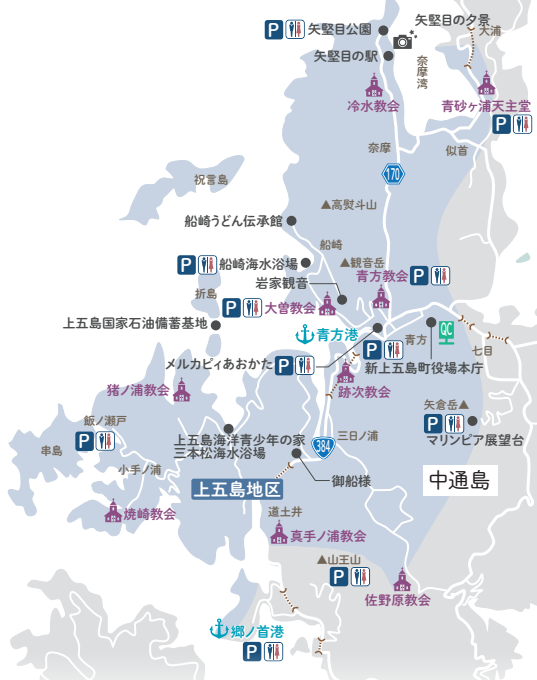 矢堅目の夕景
大浦
P
矢堅目公園
矢堅目の駅
奈摩湾
冷水教会
青砂ヶ浦天主堂
P
奈摩
似首
170
祝言島
▲高熨斗山
船崎うどん伝承館
船崎
P
船崎海水浴場
▲観音岳
青方教会
P
岩家観音
折島
P
大曽教会
上五島国家石油備蓄基地
青方港
QC
青方
七目
P
メルカピィあおかた
P
新上五島町役場本庁
跡次教会
猪ノ浦教会
矢倉岳▲
飯ノ瀬戸
P
P
マリンピア展望台
三日ノ浦
384
上五島海洋青少年の家
三本松海水浴場
串島
小手ノ浦
御船様
中通島
上五島地区
焼崎教会
道土井
真手ノ浦教会
▲山王山
P
佐野原教会
郷ノ首港
P